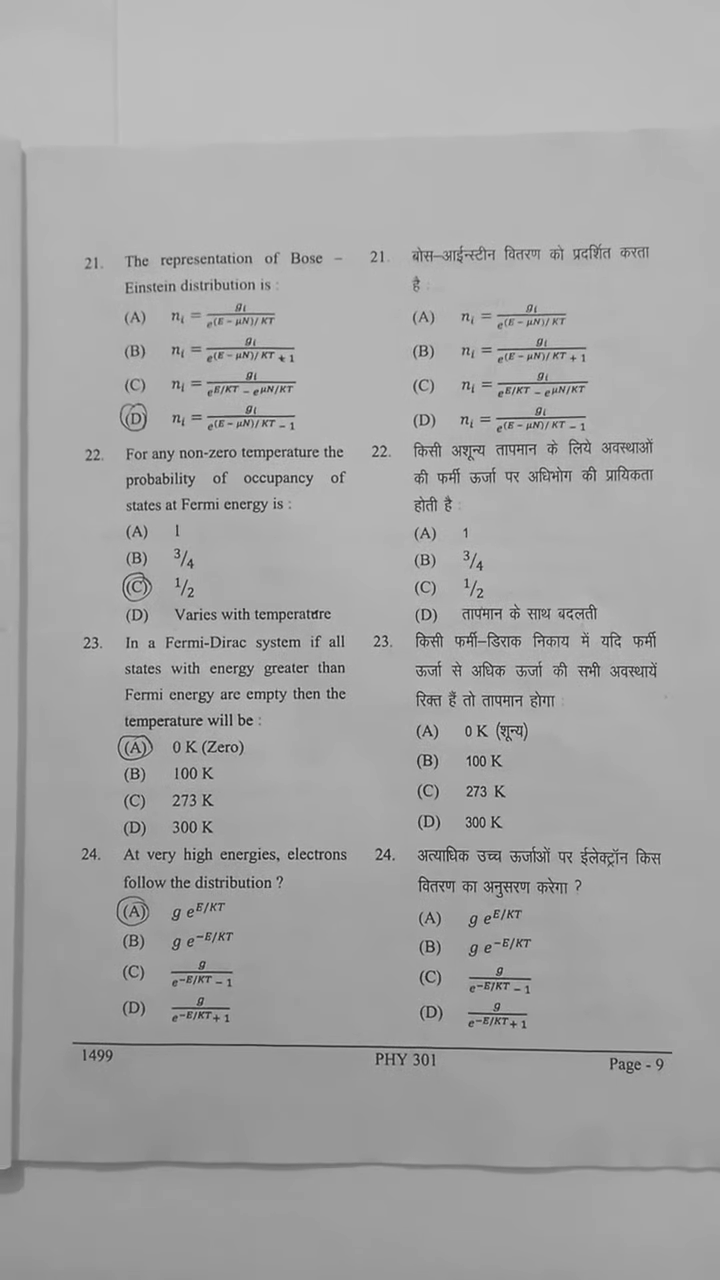 21. The representation of Bose –
Einstein distribution is :
(A) nᵢ = gᵢ / e(E − μN)/ KT
(B) nᵢ = gᵢ / e(E − μN)/ KT + 1
(C) nᵢ = gᵢ / eE/KT − eμN/KT
(D) nᵢ = gᵢ / e(E − μN)/ KT − 1
22. For any non-zero temperature the
probability of occupancy of
states at Fermi energy is :
(A) 1
(B) 3/4
(C) 1/2
(D) Varies with temperature
23. In a Fermi-Dirac system if all
states with energy greater than
Fermi energy are empty then the
temperature will be :
(A) 0 K (Zero)
(B) 100 K
(C) 273 K
(D) 300 K
24. At very high energies, electrons
follow the distribution ?
(A) g eE/KT
(B) g e−E/KT
(C) g / e−E/KT − 1
(D) g / e−E/KT + 1
21. बोस–आईन्स्टीन वितरण को प्रदर्शित करता
है :
(A) nᵢ = gᵢ / e(E − μN)/ KT
(B) nᵢ = gᵢ / e(E − μN)/ KT + 1
(C) nᵢ = gᵢ / eE/KT − eμN/KT
(D) nᵢ = gᵢ / e(E − μN)/ KT − 1
22. किसी अशून्य तापमान के लिये अवस्थाओं
की फर्मी ऊर्जा पर अधिभोग की प्रायिकता
होती है :
(A) 1
(B) 3/4
(C) 1/2
(D) तापमान के साथ बदलती
23. किसी फर्मी–डिराक निकाय में यदि फर्मी
ऊर्जा से अधिक ऊर्जा की सभी अवस्थायें
रिक्त हैं तो तापमान होगा :
(A) 0 K (शून्य)
(B) 100 K
(C) 273 K
(D) 300 K
24. अत्याधिक उच्च ऊर्जाओं पर ईलेक्ट्रॉन किस
वितरण का अनुसरण करेगा ?
(A) g eE/KT
(B) g e−E/KT
(C) g / e−E/KT − 1
(D) g / e−E/KT + 1
1499 PHY 301 Page - 9